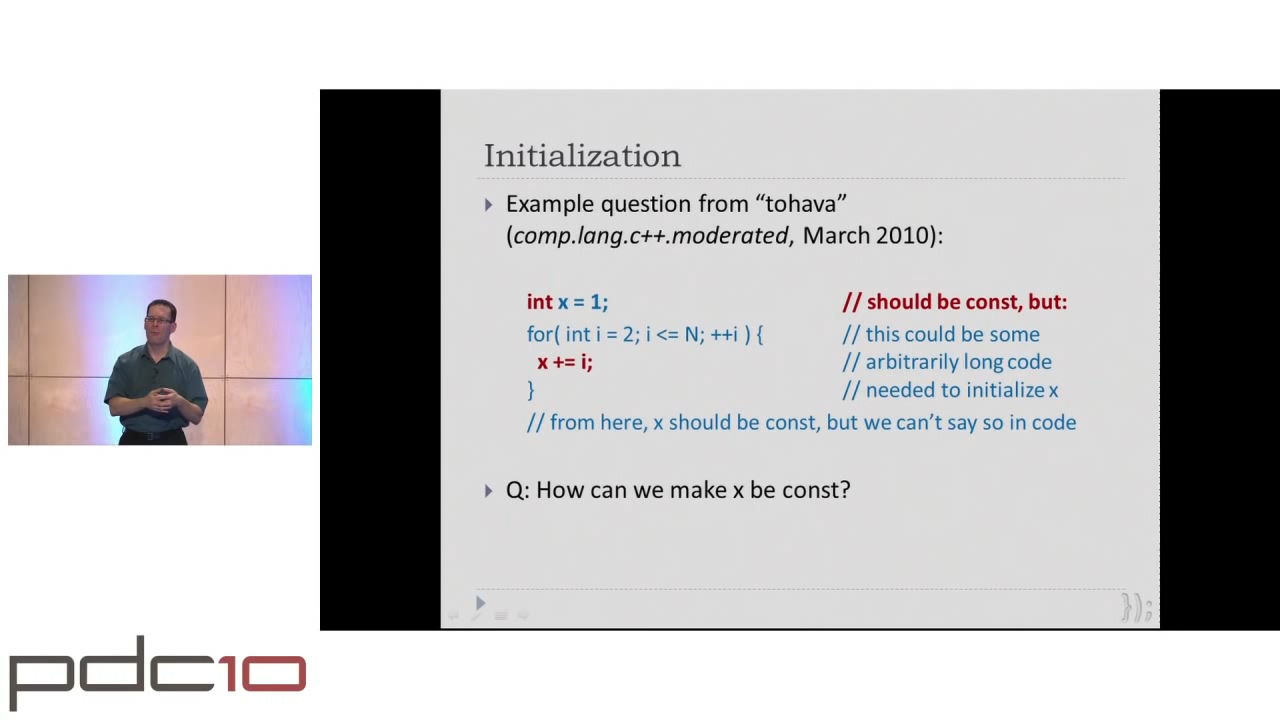 Initialization
Example question from “tohava”
(comp.lang.c++.moderated, March 2010):
int x = 1; // should be const, but:
for( int i = 2; i <= N; ++i ) { // this could be some
x += i; // arbitrarily long code
} // needed to initialize x
// from here, x should be const, but we can’t say so in code
Q: How can we make x be const?
});
pdc10